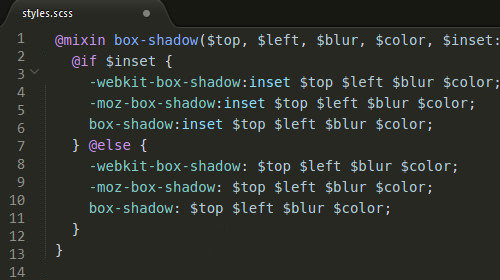 styles.scss
1 @mixin box-shadow($top, $left, $blur, $color, $inset:
2 @if $inset {
3 -webkit-box-shadow:inset $top $left $blur $color;
4 -moz-box-shadow:inset $top $left $blur $color;
5 box-shadow:inset $top $left $blur $color;
6 } @else {
7 -webkit-box-shadow: $top $left $blur $color;
8 -moz-box-shadow: $top $left $blur $color;
9 box-shadow: $top $left $blur $color;
10 }
11 }
12
13
14